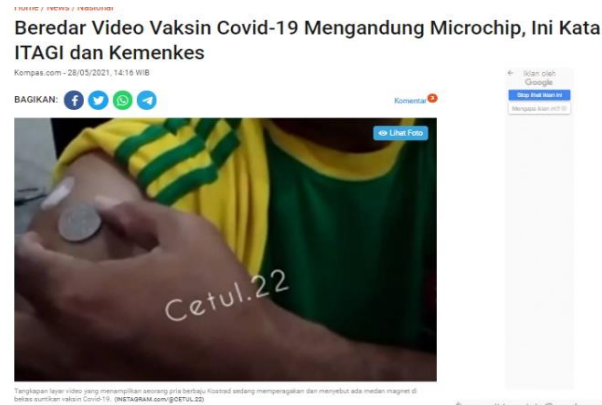 Home / News / Nasional
Beredar Video Vaksin Covid-19 Mengandung Microchip, Ini Kata
ITAGI dan Kemenkes
Kompas.com - 28/05/2021, 14:16 WIB
BAGIKAN:
Komentar 3
Lihat Foto
Cetul.22
Tangkapan layar video yang menampilkan seorang pria berbaju Kostrad sedang memperagakan dan menyebut ada medan magnet di
bekas suntikan vaksin Covid-19. (INSTAGRAM.com/@CETUL.22)
Iklan oleh
Google
Stop lihat iklan ini
Mengapa iklan ini?